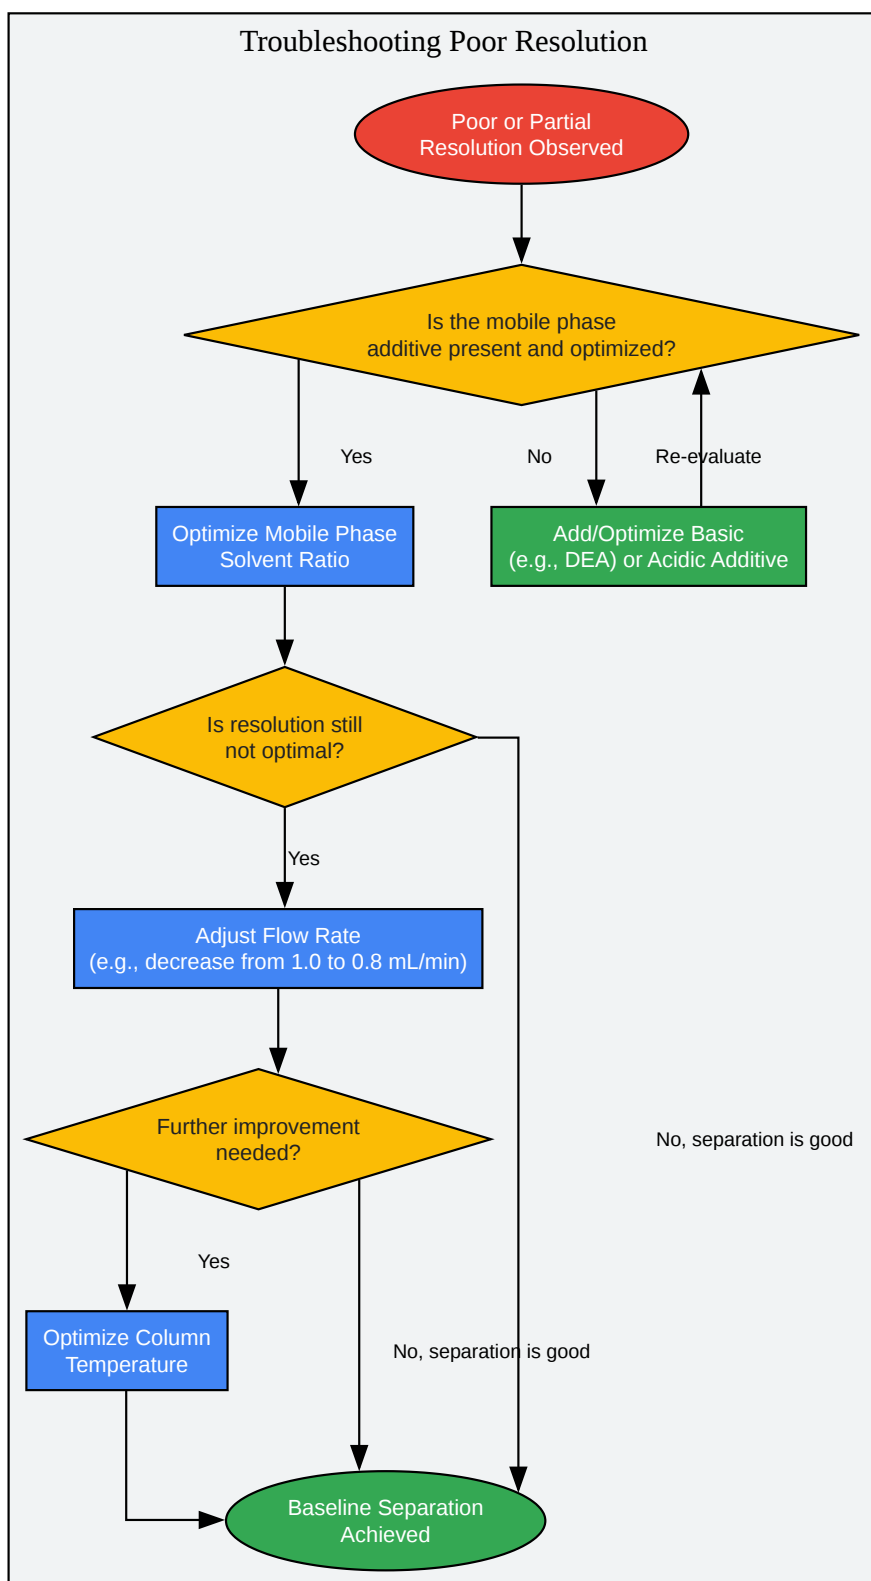 Troubleshooting Poor Resolution
Poor or Partial
Resolution Observed
Is the mobile phase
additive present and optimized?
Yes
No
Re-evaluate
Optimize Mobile Phase
Solvent Ratio
Add/Optimize Basic
(e.g., DEA) or Acidic Additive
Is resolution still
not optimal?
Yes
Adjust Flow Rate
(e.g., decrease from 1.0 to 0.8 mL/min)
Further improvement
needed?
No, separation is good
Yes
Optimize Column
Temperature
No, separation is good
Baseline Separation
Achieved